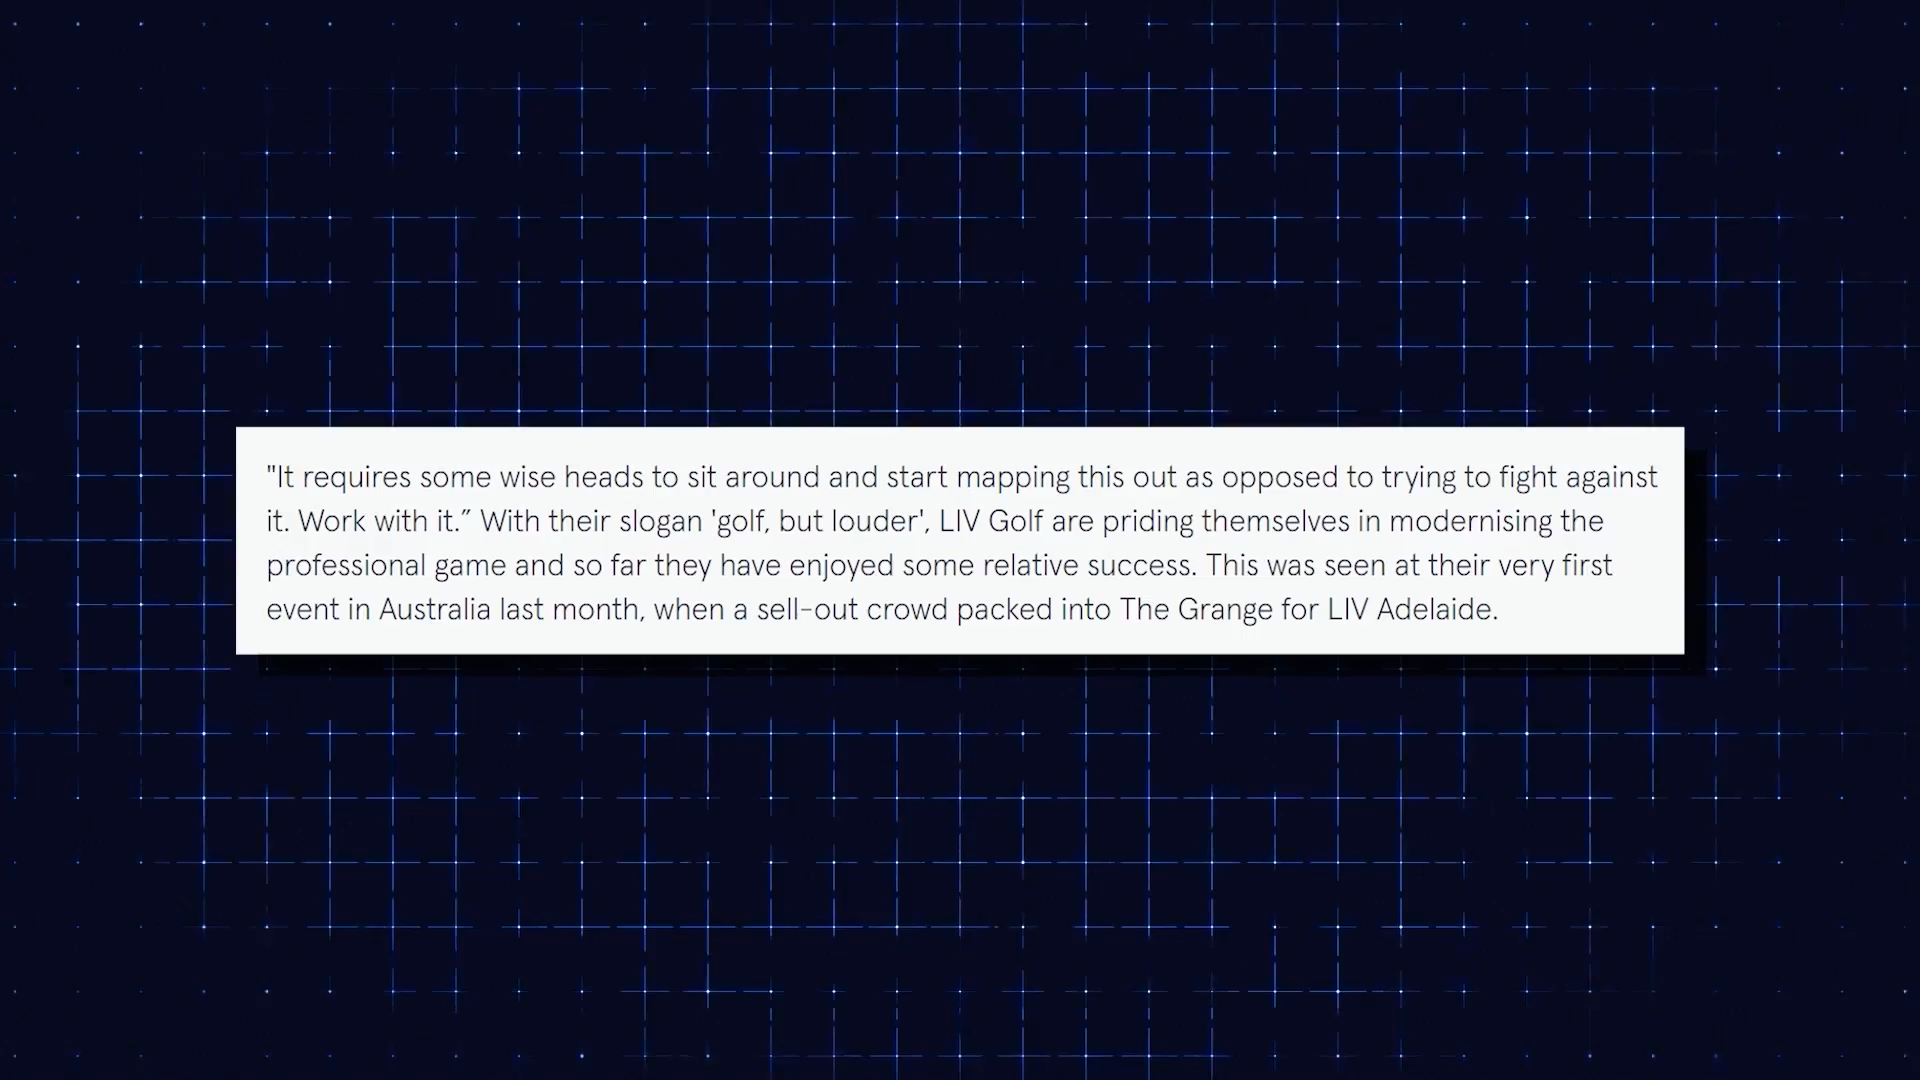 "It requires some wise heads to sit around and start mapping this out as opposed to trying to fight against
it. Work with it.” With their slogan 'golf, but louder', LIV Golf are priding themselves in modernising the
professional game and so far they have enjoyed some relative success. This was seen at their very first
event in Australia last month, when a sell-out crowd packed into The Grange for LIV Adelaide.